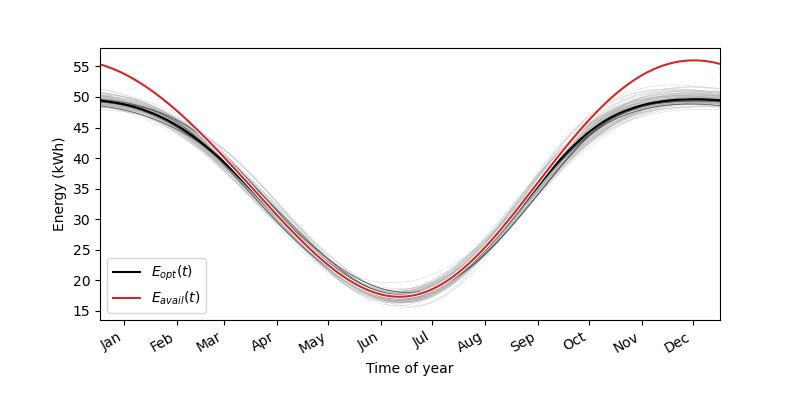 Energy (kWh)
55
50
45
40
35
30
25
20
15
E_opt(t)
E_avail(t)
Jan
Feb
Mar
Apr
May
Jun
Jul
Aug
Sep
Oct
Nov
Dec
Time of year